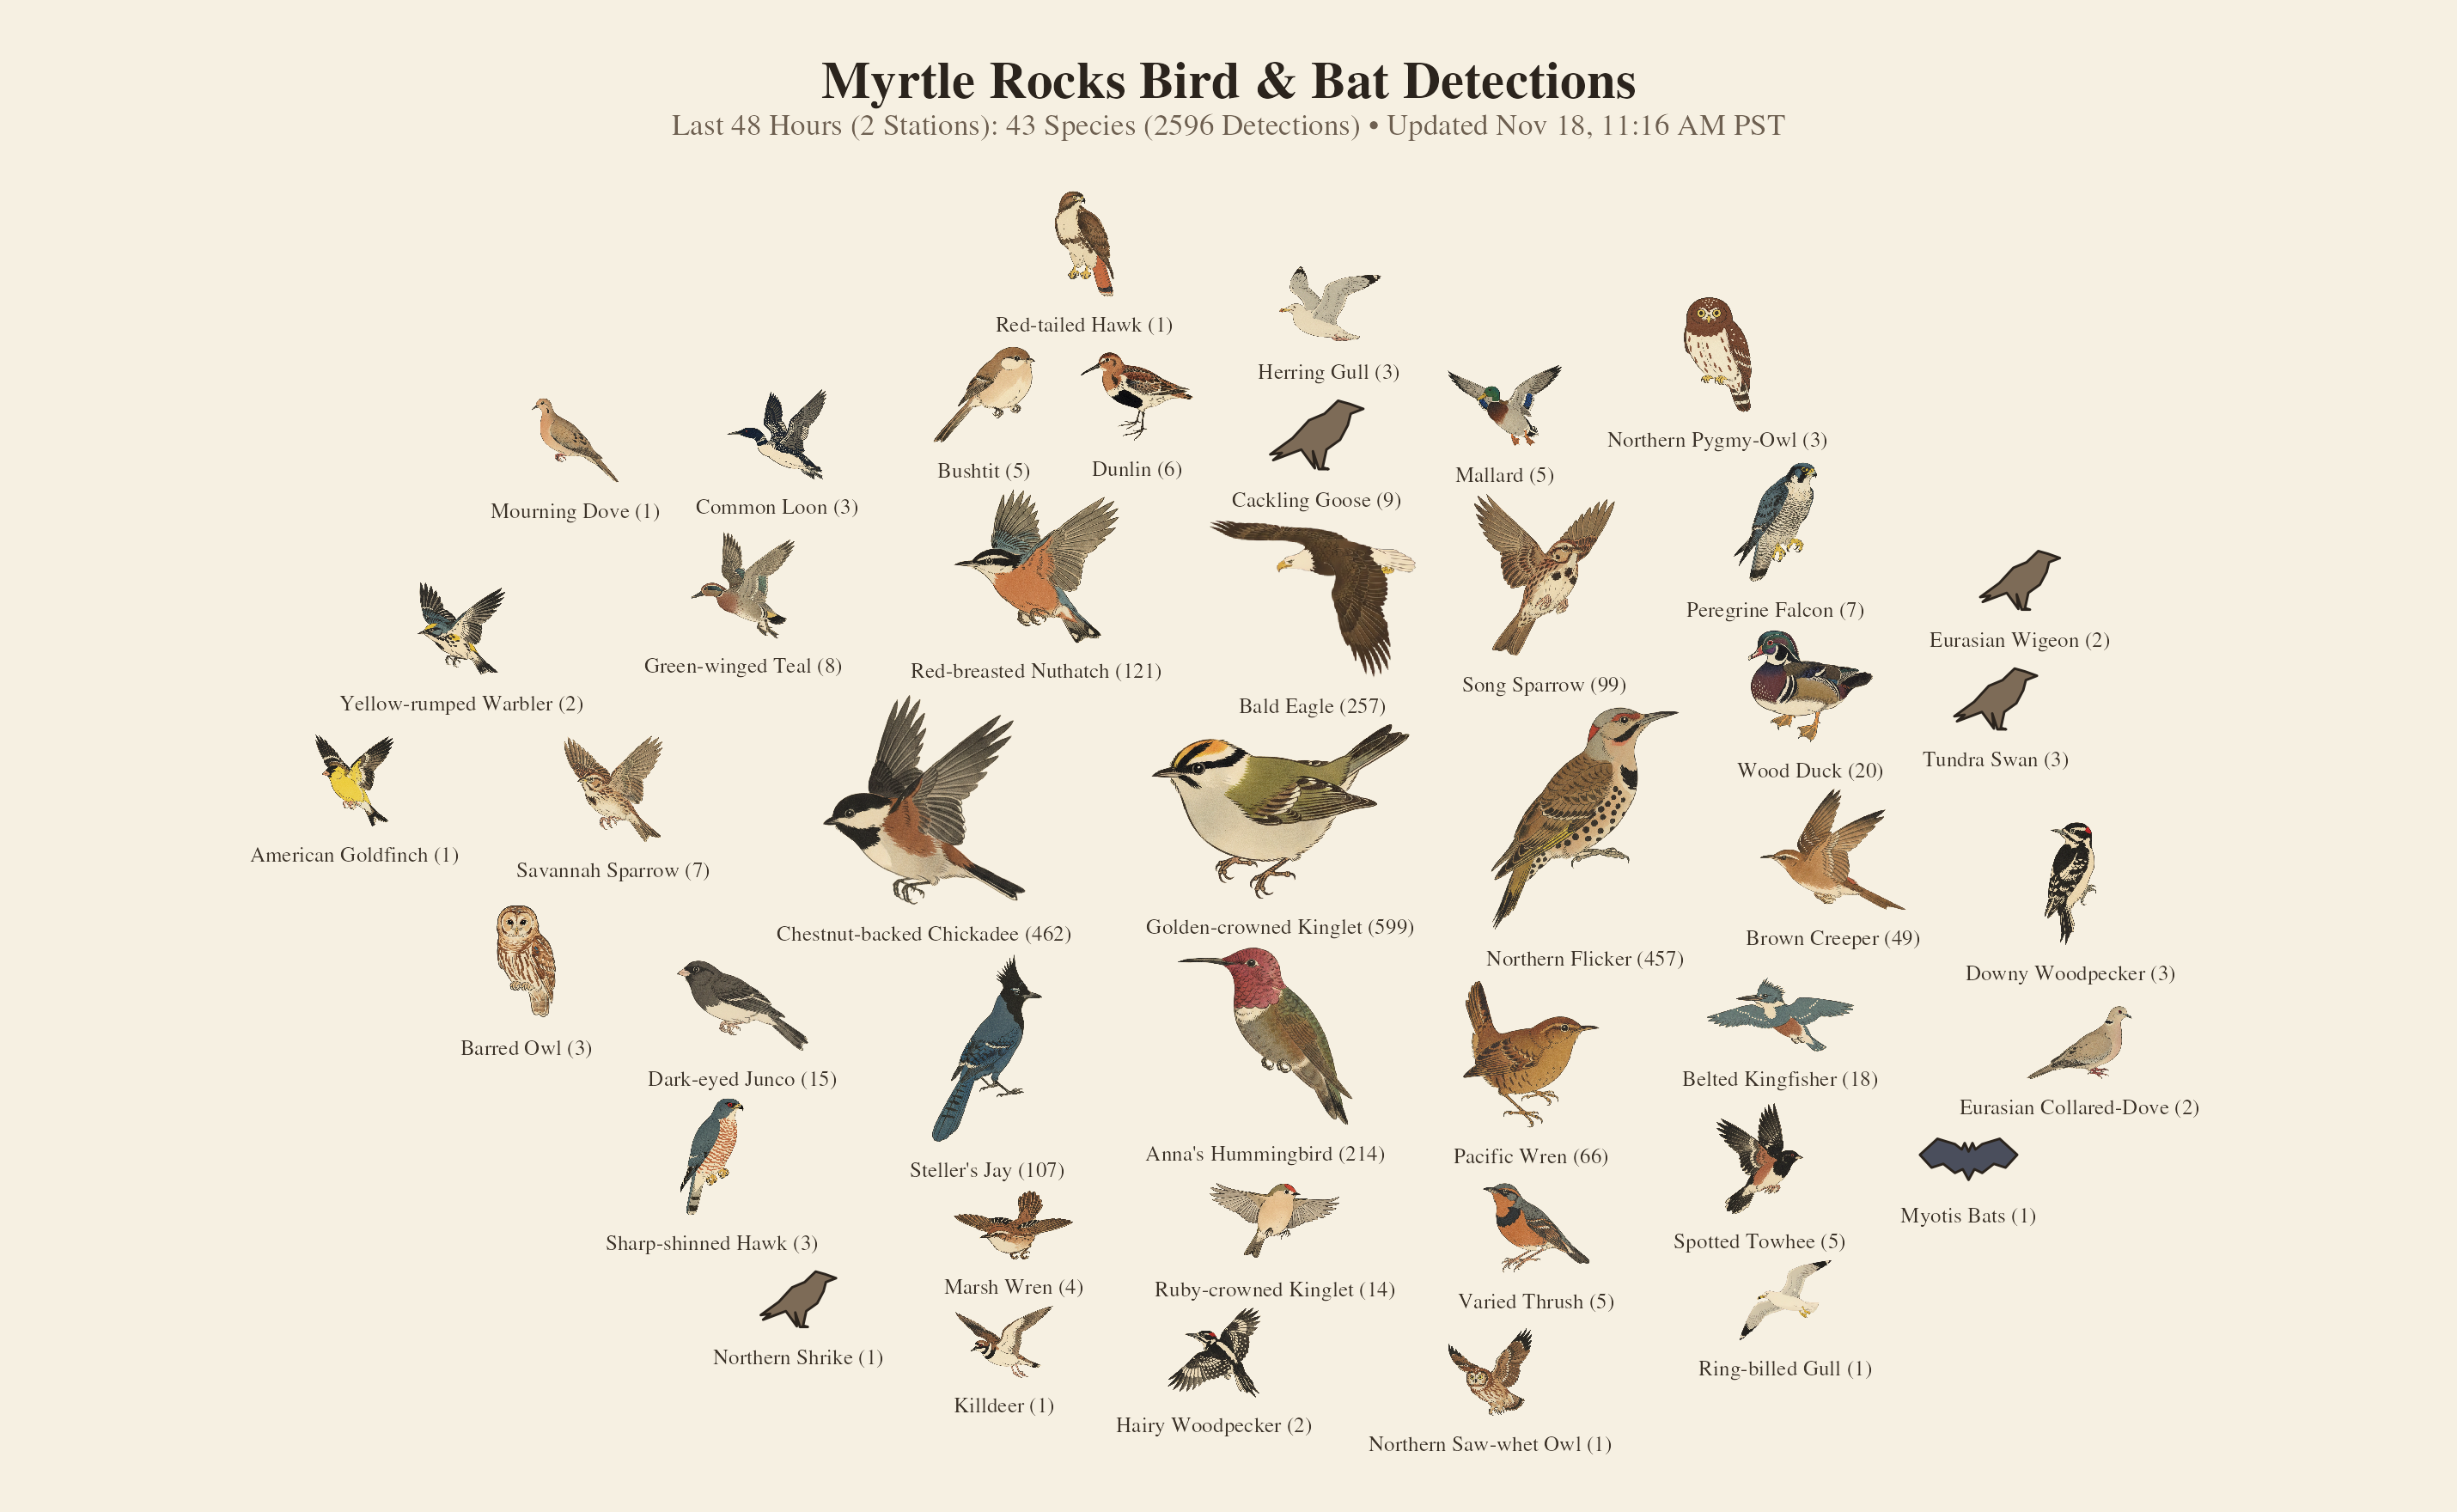 Myrtle Rocks Bird & Bat Detections
Last 48 Hours (2 Stations): 43 Species (2596 Detections) • Updated Nov 18, 11:16 AM PST
Red-tailed Hawk (1)
Herring Gull (3)
Northern Pygmy-Owl (3)
Bushtit (5)
Dunlin (6)
Mallard (5)
Cackling Goose (9)
Mourning Dove (1)
Common Loon (3)
Peregrine Falcon (7)
Eurasian Wigeon (2)
Green-winged Teal (8)
Red-breasted Nuthatch (121)
Song Sparrow (99)
Yellow-rumped Warbler (2)
Bald Eagle (257)
Wood Duck (20)
Tundra Swan (3)
American Goldfinch (1)
Savannah Sparrow (7)
Chestnut-backed Chickadee (462)
Golden-crowned Kinglet (599)
Northern Flicker (457)
Brown Creeper (49)
Downy Woodpecker (3)
Barred Owl (3)
Dark-eyed Junco (15)
Belted Kingfisher (18)
Eurasian Collared-Dove (2)
Steller's Jay (107)
Anna's Hummingbird (214)
Pacific Wren (66)
Myotis Bats (1)
Sharp-shinned Hawk (3)
Spotted Towhee (5)
Marsh Wren (4)
Ruby-crowned Kinglet (14)
Varied Thrush (5)
Northern Shrike (1)
Ring-billed Gull (1)
Killdeer (1)
Hairy Woodpecker (2)
Northern Saw-whet Owl (1)